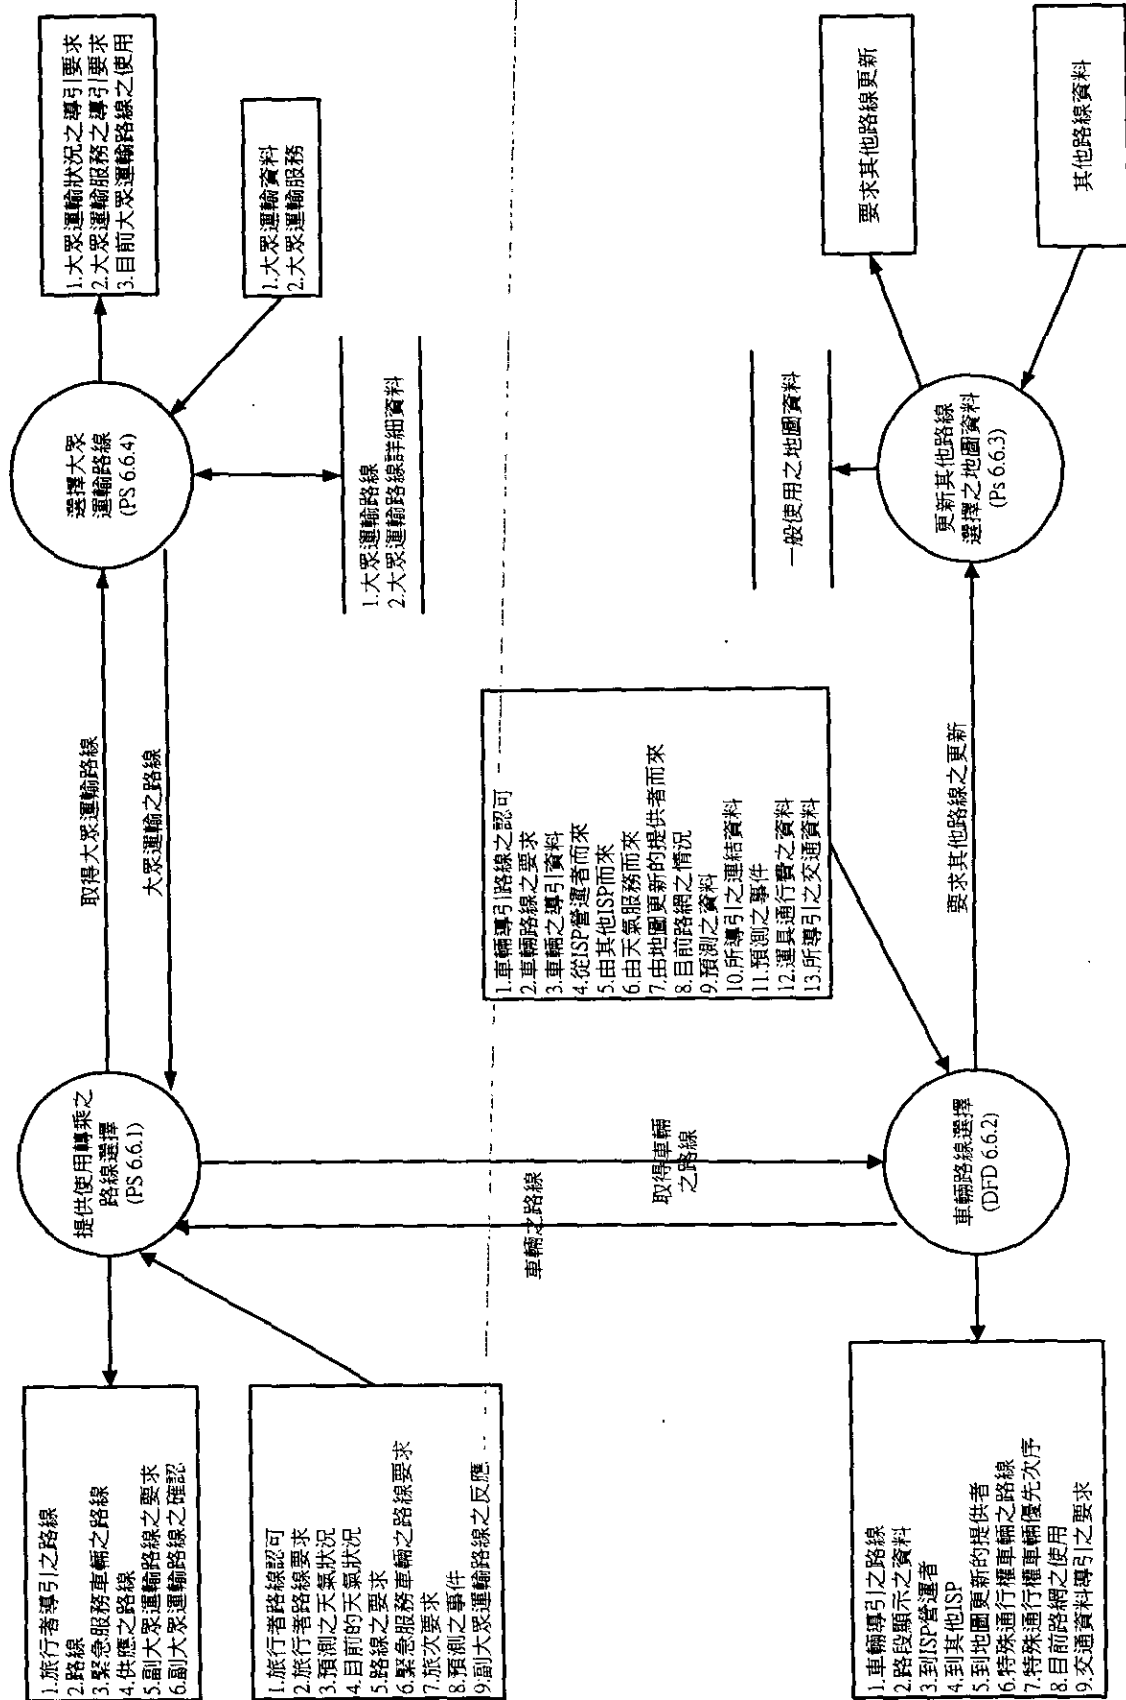 1.旅行者導引之路線
2.路線
3.緊急服務車輛之路線
4.供應之路線
5.副大眾運輸路線之要求
6.副大眾運輸路線之確認
1.旅行者路線認可
2.旅行者路線要求
3.預測之天氣狀況
4.目前的天氣狀況
5.路線之要求
6.緊急服務車輛之路線要求
7.旅次要求
8.預測之事件
9.副大眾運輸路線之反應
提供使用轉乘之
路線選擇
(PS 6.6.1)
取得大眾運輸路線
大眾運輸之路線
選擇大眾
運輸路線
(PS 6.6.4)
1.大眾運輸狀況之導引要求
2.大眾運輸服務之導引要求
3.目前大眾運輸路線之使用
1.大眾運輸資料
2.大眾運輸服務
1.大眾運輸路線
2.大眾運輸路線詳細資料
車輛之路線
取得車輛
之路線
1.車輛導引路線之認可
2.車輛路線之要求
3.車輛之導引資料
4.從ISP營運者而來
5.由其他ISP而來
6.由天氣服務而來
7.由地圖更新的提供者而來
8.目前路網之情況
9.預測之資料
10.所導引之連結資料
11.預測之事件
12.運具通行費之資料
13.所導引之交通資料
1.車輛導引之路線
2.路段顯示之資料
3.到ISP營運者
4.到其他ISP
5.到地圖更新的提供者
6.特殊通行權車輛之路線
7.特殊通行權車輛優先次序
8.目前路網之使用
9.交通資料導引之要求
車輛路線選擇
(DFD 6.6.2)
要求其他路線之更新
一般使用之地圖資料
更新其他路線
選擇之地圖資料
(Ps 6.6.3)
要求其他路線更新
其他路線資料